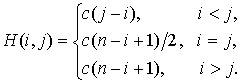 H(i, j) = { c(j−i), i < j,
c(n−i+1)/2, i = j,
c(n−i+1), i > j.